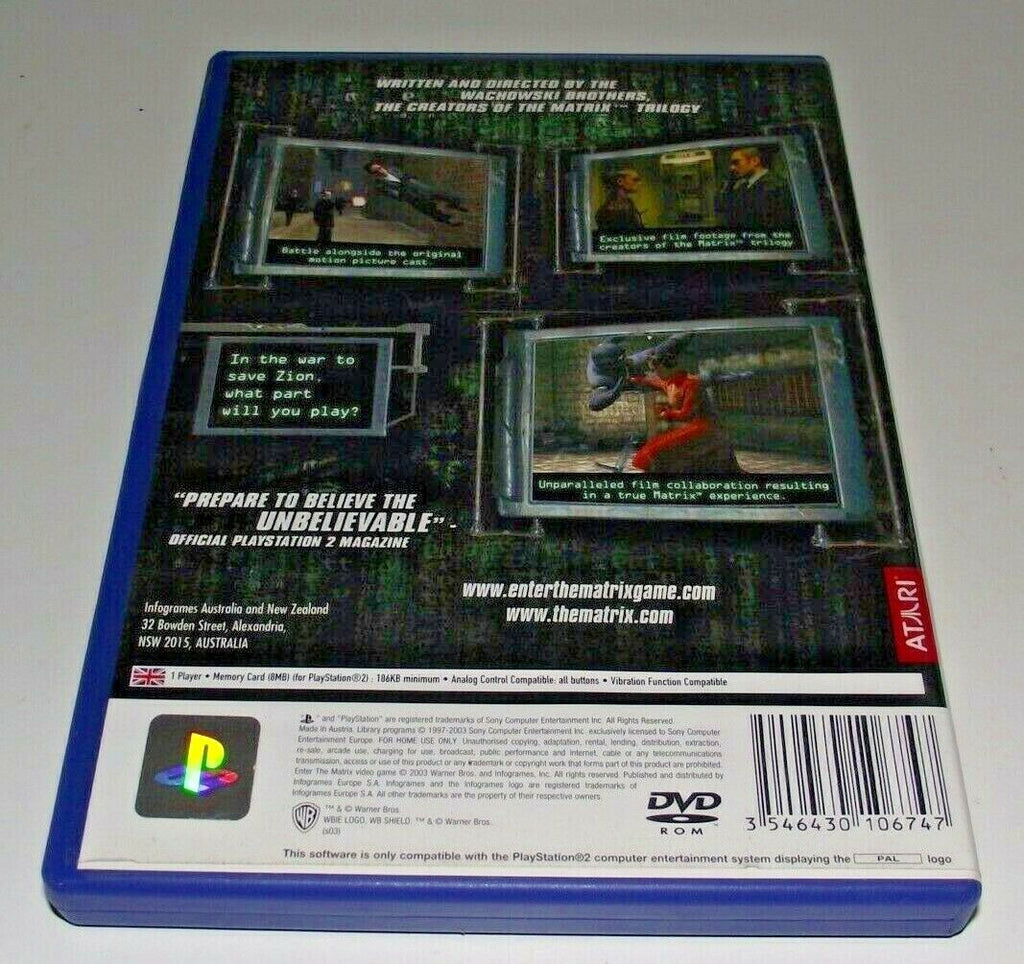 WRITTEN AND DIRECTED BY THE
WACHOWSKI BROTHERS,
THE CREATORS OF THE MATRIX™ TRILOGY
Battle alongside the original
motion picture cast
Exclusive film footage from the
creators of the Matrix™ trilogy
In the war to
save Zion,
what part
will you play?
Unparalleled film collaboration resulting
in a true Matrix™ experience.
"PREPARE TO BELIEVE THE
UNBELIEVABLE" -
OFFICIAL PLAYSTATION 2 MAGAZINE
www.enterthematrixgame.com
www.thematrix.com
Infogrames Australia and New Zealand
32 Bowden Street, Alexandria,
NSW 2015, AUSTRALIA
ATARI
1 Player • Memory Card (8MB) (for PlayStation®2) : 186KB minimum • Analog Control Compatible: all buttons • Vibration Function Compatible
" and "PlayStation" are registered trademarks of Sony Computer Entertainment Inc. All Rights Reserved.
Made in Austria. Library programs © 1997-2003 Sony Computer Entertainment Inc. exclusively licensed to Sony Computer
Entertainment Europe. FOR HOME USE ONLY. Unauthorised copying, adaptation, rental, lending, distribution, extraction,
re-sale, arcade use, charging for use, broadcast, public performance and internet, cable or any telecommunications
transmission, access or use of this product or any trademark or copyright work that forms part of this product are prohibited.
Enter The Matrix video game © 2003 Warner Bros. and Infogrames, Inc. All rights reserved. Published and distributed by
Infogrames Europe S.A. Infogrames and the Infogrames logo are registered trademarks of
Infogrames Europe S.A. All other trademarks are the property of their respective owners.
WB
™ & © Warner Bros.
WBIE LOGO, WB SHIELD: ™ & © Warner Bros.
(s03)
DVD
ROM
3 546430 106747
This software is only compatible with the PlayStation®2 computer entertainment system displaying the PAL logo